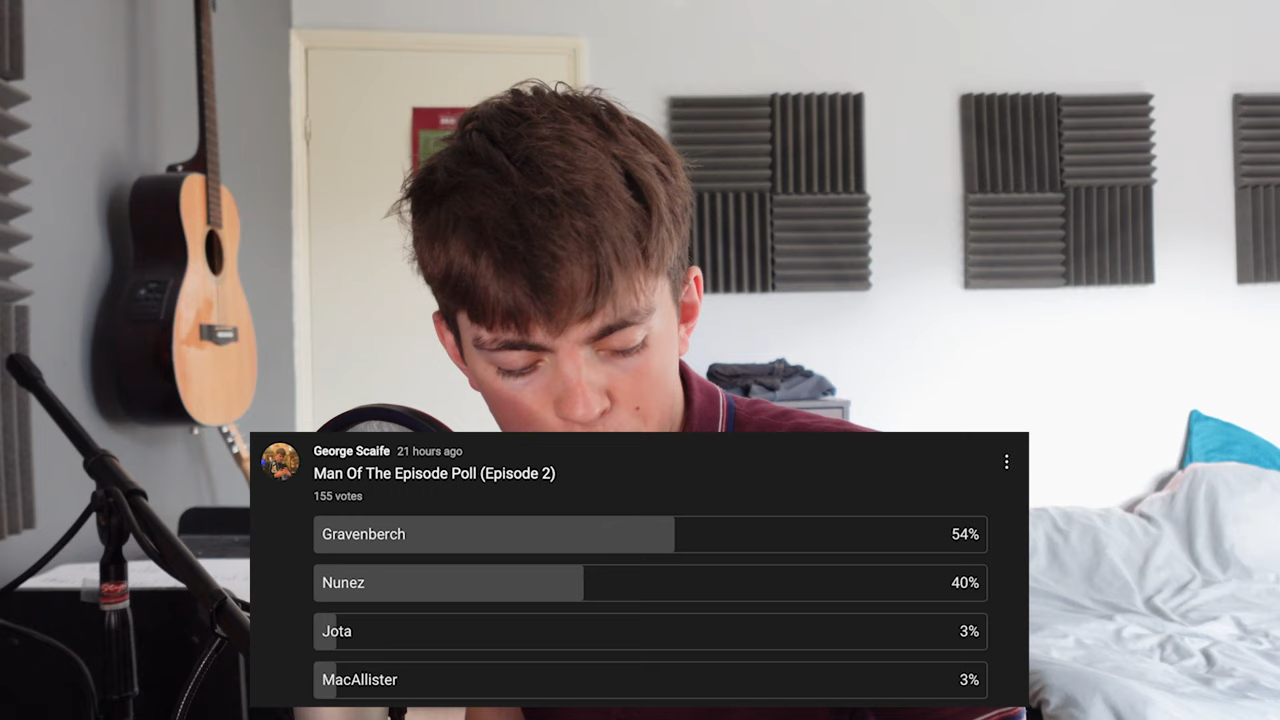 George Scaife 21 hours ago
Man Of The Episode Poll (Episode 2)
155 votes
Gravenberch 54%
Nunez 40%
Jota 3%
MacAllister 3%